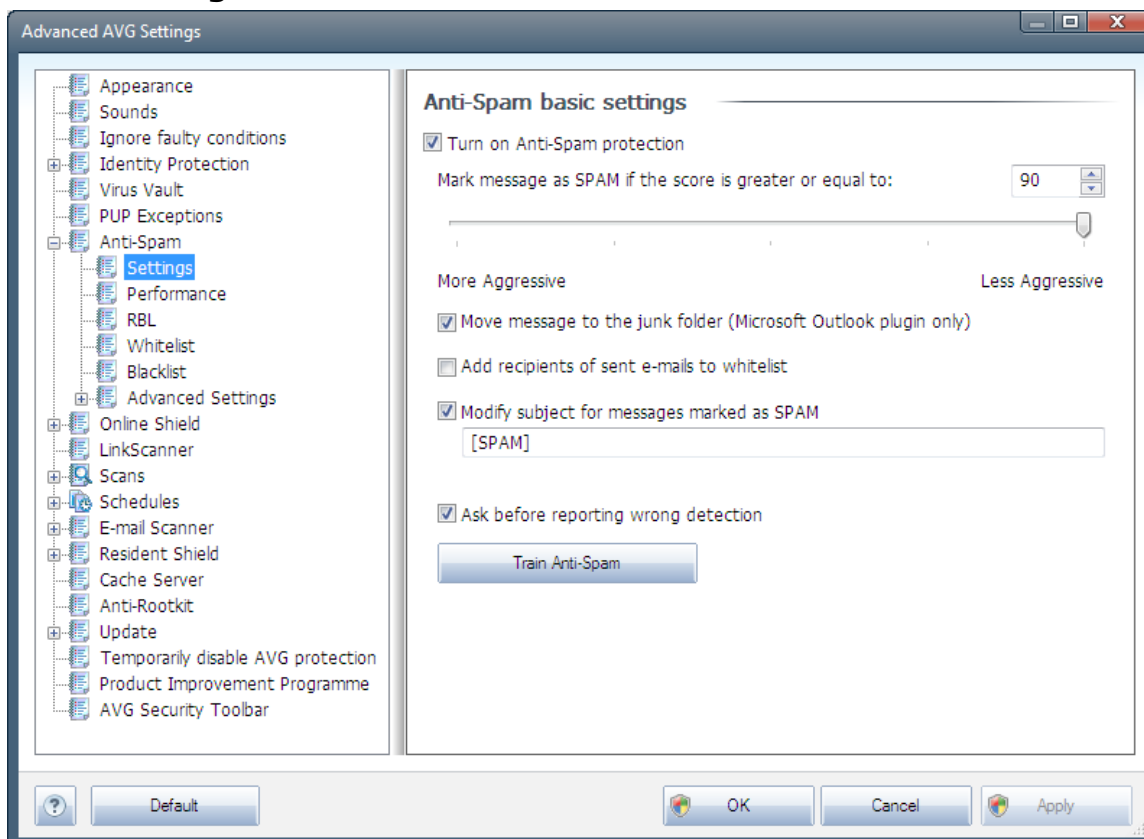 Advanced AVG Settings
Appearance
Sounds
Ignore faulty conditions
Identity Protection
Virus Vault
PUP Exceptions
Anti-Spam
Settings
Performance
RBL
Whitelist
Blacklist
Advanced Settings
Online Shield
LinkScanner
Scans
Schedules
E-mail Scanner
Resident Shield
Cache Server
Anti-Rootkit
Update
Temporarily disable AVG protection
Product Improvement Programme
AVG Security Toolbar
Anti-Spam basic settings
Turn on Anti-Spam protection
Mark message as SPAM if the score is greater or equal to: 90
More Aggressive Less Aggressive
Move message to the junk folder (Microsoft Outlook plugin only)
Add recipients of sent e-mails to whitelist
Modify subject for messages marked as SPAM
[SPAM]
Ask before reporting wrong detection
Train Anti-Spam
? Default OK Cancel Apply